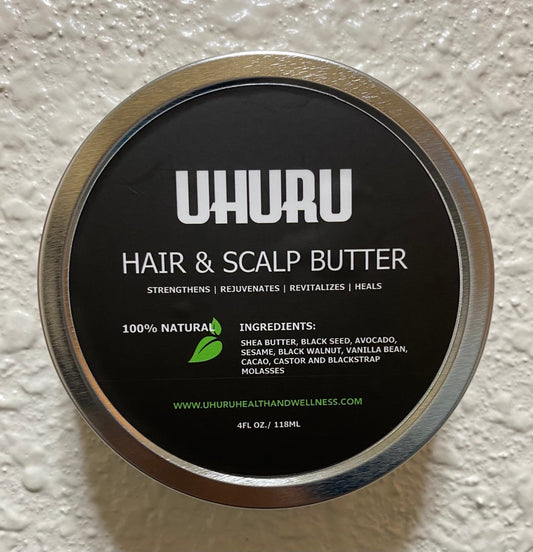 UHURU
HAIR & SCALP BUTTER
STRENGTHENS | REJUVENATES | REVITALIZES | HEALS
100% NATURAL
INGREDIENTS:
SHEA BUTTER, BLACK SEED, AVOCADO,
SESAME, BLACK WALNUT, VANILLA BEAN,
CACAO, CASTOR AND BLACKSTRAP
MOLASSES
WWW.UHURUHEALTHANDWELLNESS.COM
4FL OZ./ 118ML